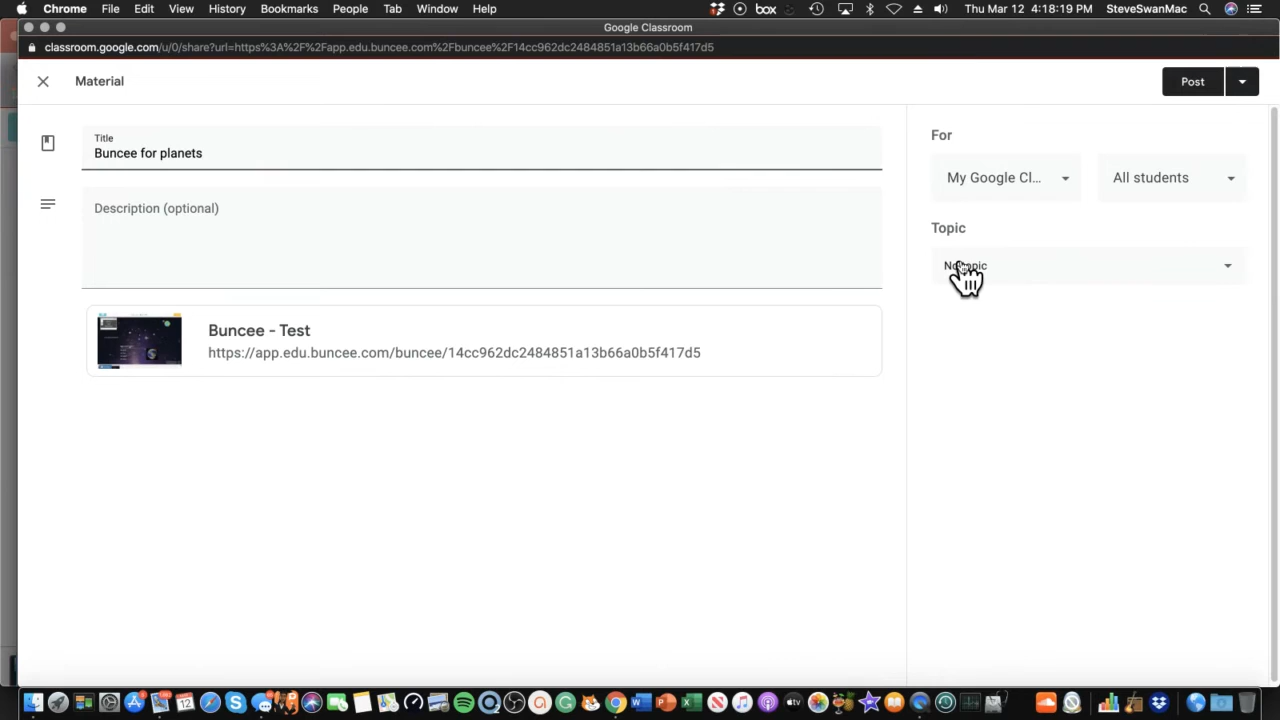 Chrome File Edit View History Bookmarks People Tab Window Help box Thu Mar 12 4:18:19 PM SteveSwanMac
Google Classroom
classroom.google.com/u/0/share?url=https%3A%2F%2Fapp.edu.buncee.com%2Fbuncee%2F14cc962dc2484851a13b66a0b5f417d5
Material
Post
Title
Buncee for planets
Description (optional)
Buncee - Test
https://app.edu.buncee.com/buncee/14cc962dc2484851a13b66a0b5f417d5
For
My Google Cl...
All students
Topic
No topic